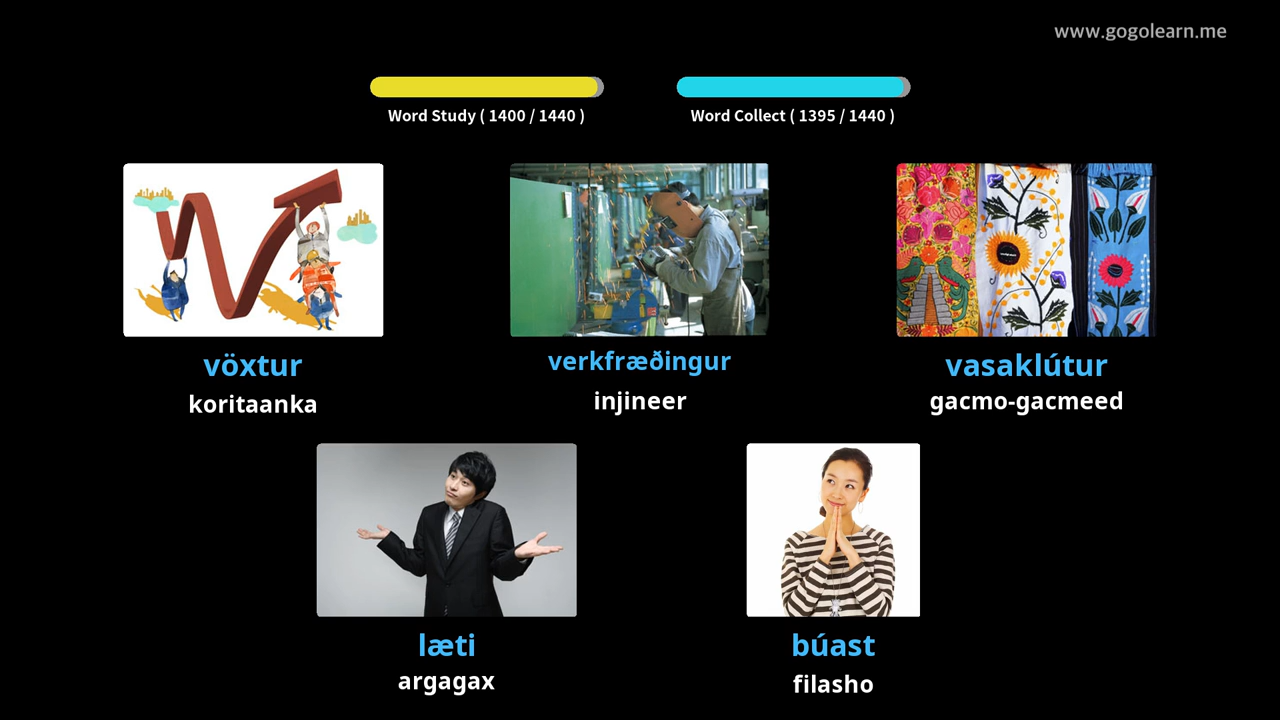 www.gogolearn.me
Word Study ( 1400 / 1440 )
Word Collect ( 1395 / 1440 )
vöxtur
koritaanka
verkfræðingur
injineer
vasaklútur
gacmo-gacmeed
læti
argagax
búast
filasho